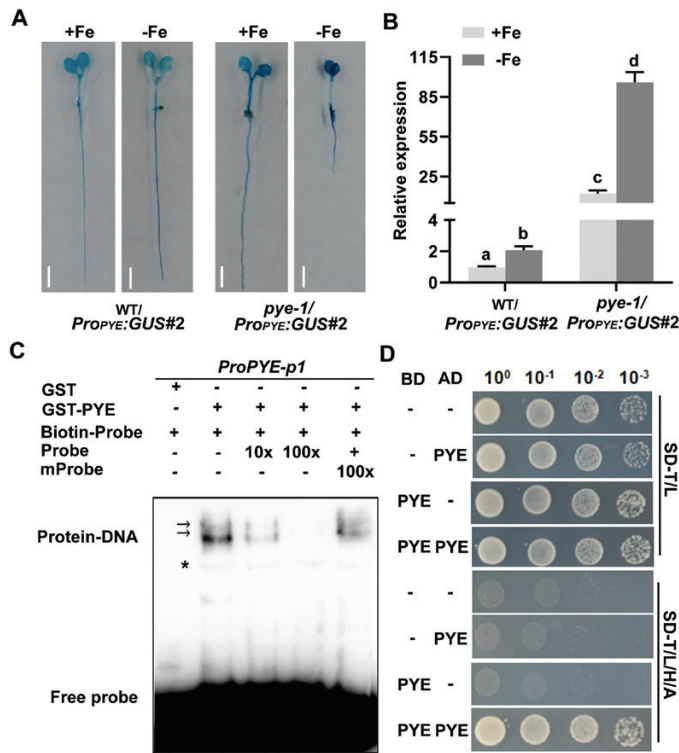 A
+Fe -Fe +Fe -Fe
WT/ pye-1/
ProPYE:GUS#2 ProPYE:GUS#2
B
+Fe
-Fe
Relative expression
115
85
55
25
4
2
0
a b c d
WT/ pye-1/
ProPYE:GUS#2 ProPYE:GUS#2
C
ProPYE-p1
GST + - - - -
GST-PYE - + + + +
Biotin-Probe + + + + +
Probe - - 10x 100x +
mProbe - - - - 100x
Protein-DNA → →
*
Free probe
D
BD AD 10⁰ 10⁻¹ 10⁻² 10⁻³
- -
- PYE
PYE -
PYE PYE
SD-T/L
- -
- PYE
PYE -
PYE PYE
SD-T/L/H/A